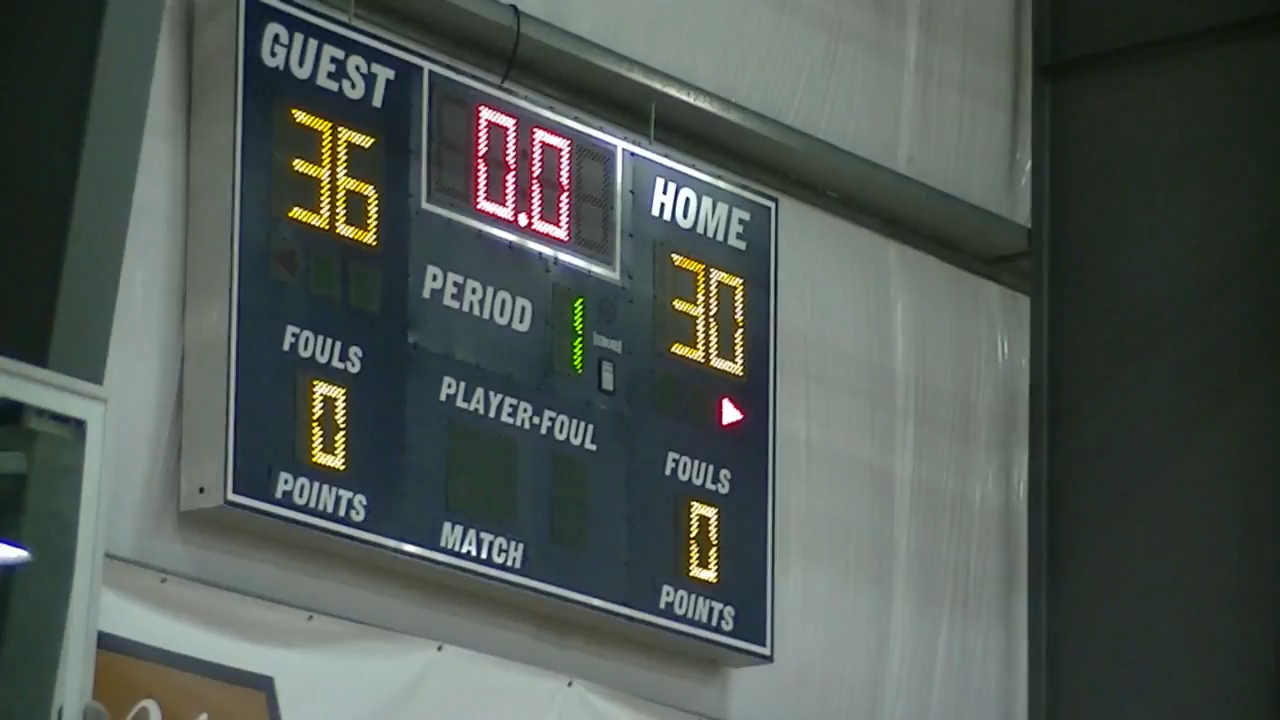 GUEST
36
0.0
HOME
30
PERIOD 1
FOULS
0
POINTS
PLAYER-FOUL
MATCH
FOULS
0
POINTS